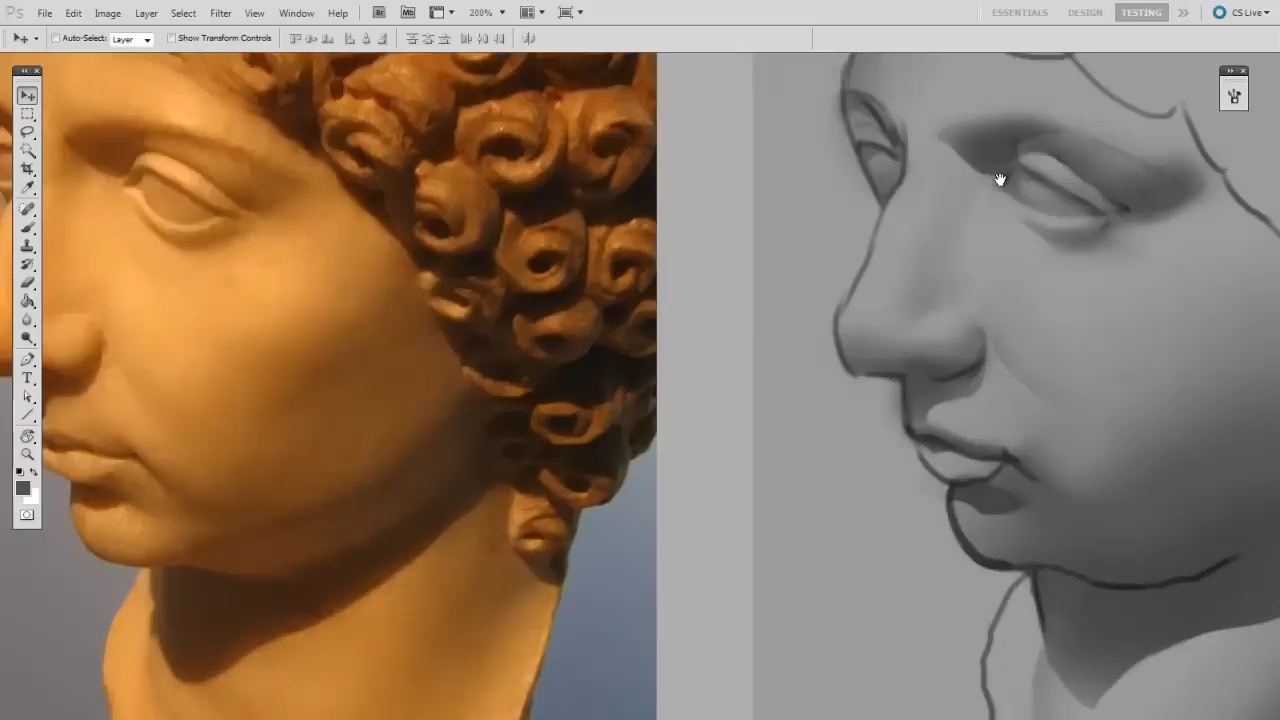 Ps File Edit Image Layer Select Filter View Window Help Br Mb 200% ESSENTIALS DESIGN TESTING CS Live
Auto-Select: Layer Show Transform Controls
T